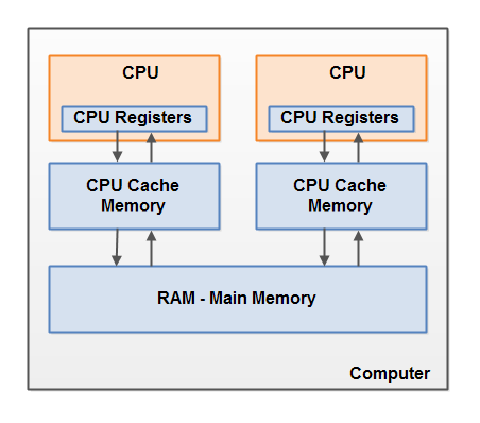 CPU
CPU
CPU Registers
CPU Registers
CPU Cache
Memory
CPU Cache
Memory
RAM - Main Memory
Computer